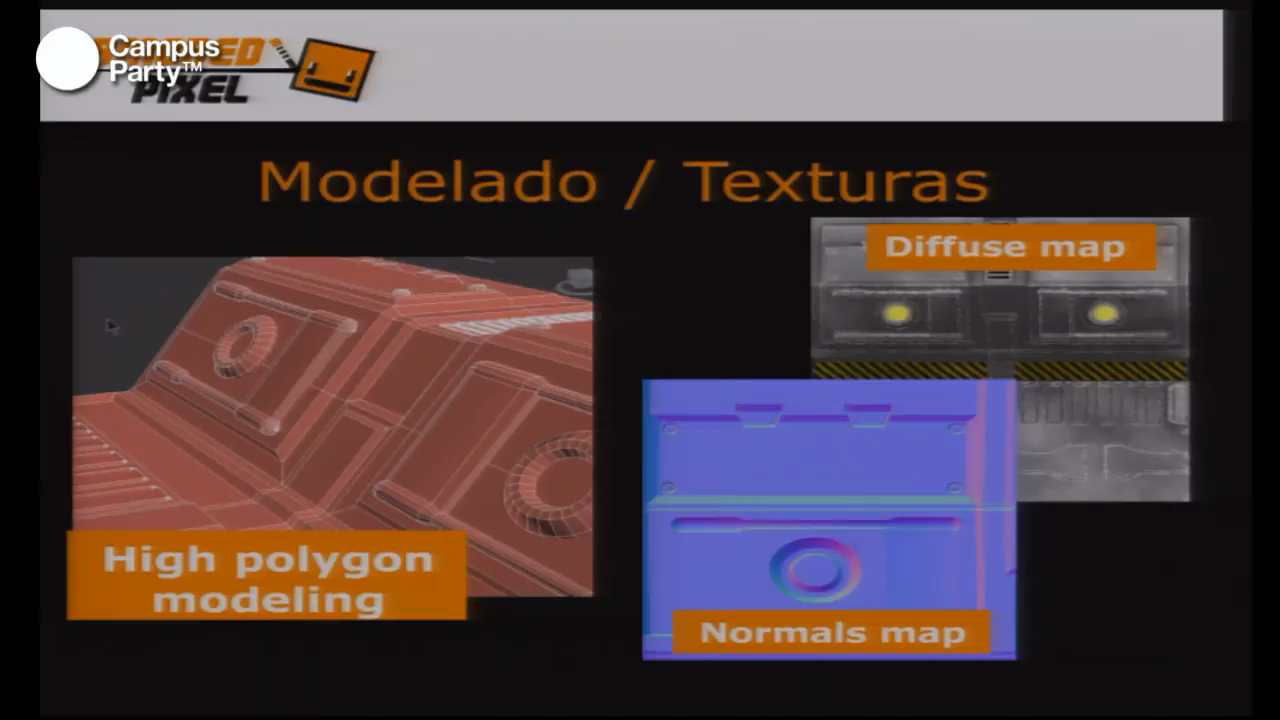 Campus
Party™
PIXEL
Modelado / Texturas
Diffuse map
High polygon
modeling
Normals map